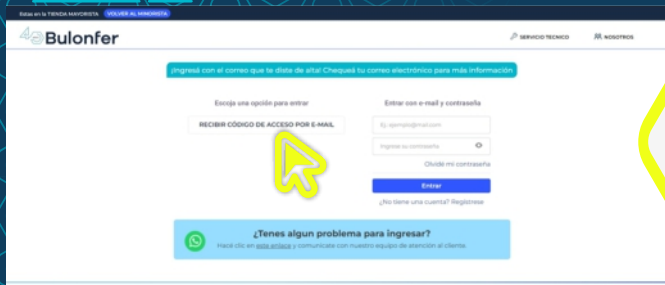 Estas en la TIENDA MAYORISTA VOLVER AL MINORISTA
Bulonfer
SERVICIO TECNICO NOSOTROS
¡Ingresá con el correo que te diste de alta! Chequeá tu correo electrónico para más información
Escoja una opción para entrar
RECIBIR CÓDIGO DE ACCESO POR E-MAIL
Entrar con e-mail y contraseña
Ej.: ejemplo@mail.com
Ingrese su contraseña
Olvidé mi contraseña
Entrar
¿No tiene una cuenta? Regístrese
¿Tenes algun problema para ingresar?
Hacé clic en este enlace y comunicate con nuestro equipo de atención al cliente.